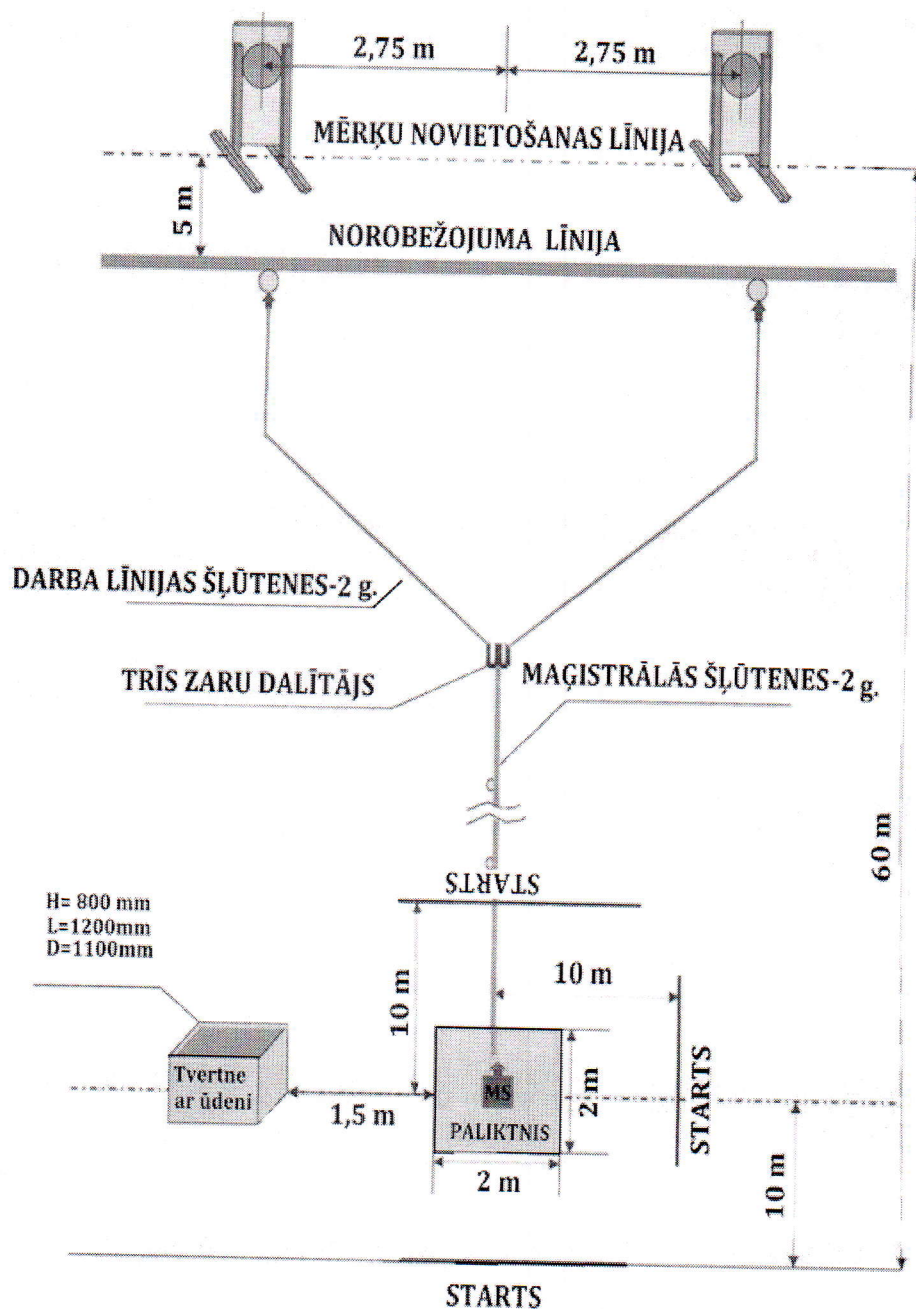 2,75 m
2,75 m
MĒRĶU NOVIETOŠANAS LĪNIJA
5 m
NOROBEŽOJUMA LĪNIJA
DARBA LĪNIJAS ŠĻŪTENES-2 g.
TRĪS ZARU DALĪTĀJS
MAĢISTRĀLĀS ŠĻŪTENES-2 g.
60 m
STARTS
H= 800 mm
L=1200mm
D=1100mm
10 m
10 m
Tvertne
ar ūdeni
1,5 m
MS
PALIKTNIS
2 m
2 m
STARTS
10 m
STARTS